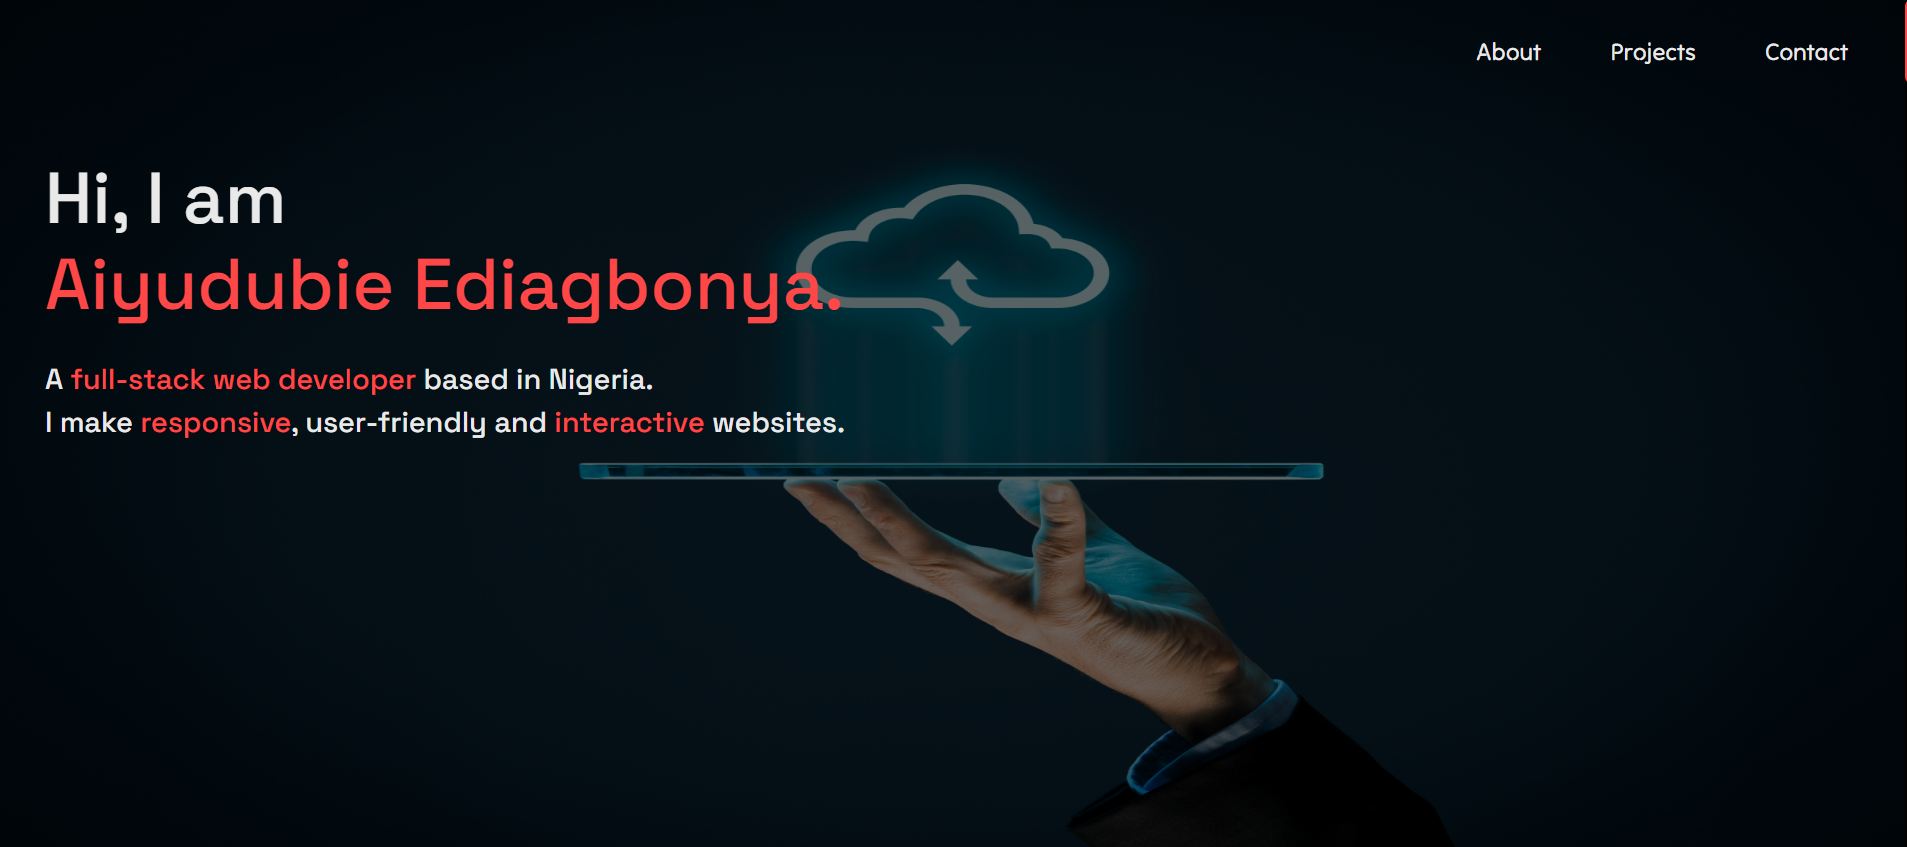 About Projects Contact
Hi, I am
Aiyudubie Ediagbonya.
A full-stack web developer based in Nigeria.
I make responsive, user-friendly and interactive websites.